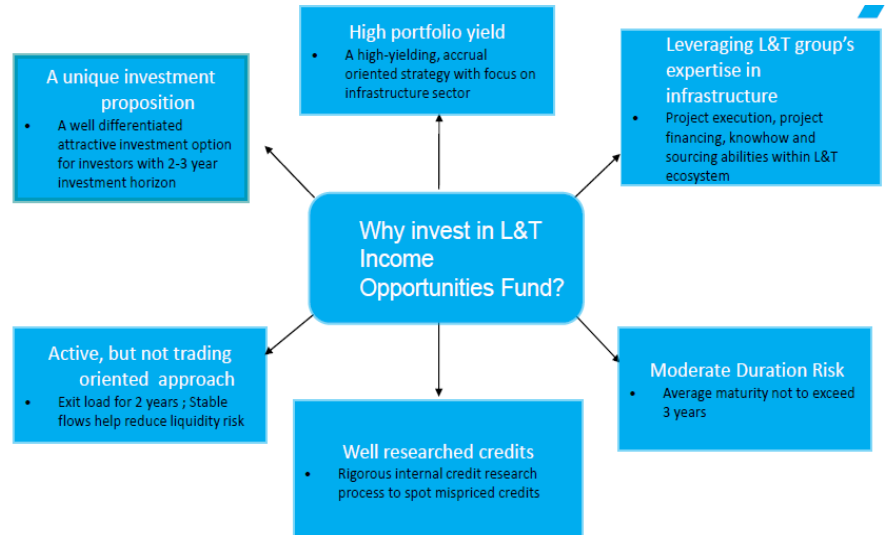 High portfolio yield
• A high-yielding, accrual
oriented strategy with focus on
infrastructure sector
A unique investment
proposition
• A well differentiated
attractive investment option
for investors with 2-3 year
investment horizon
Leveraging L&T group's
expertise in
infrastructure
• Project execution, project
financing, knowhow and
sourcing abilities within L&T
ecosystem
Why invest in L&T
Income
Opportunities Fund?
Active, but not trading
oriented approach
• Exit load for 2 years ; Stable
flows help reduce liquidity risk
Well researched credits
• Rigorous internal credit research
process to spot mispriced credits
Moderate Duration Risk
• Average maturity not to exceed
3 years